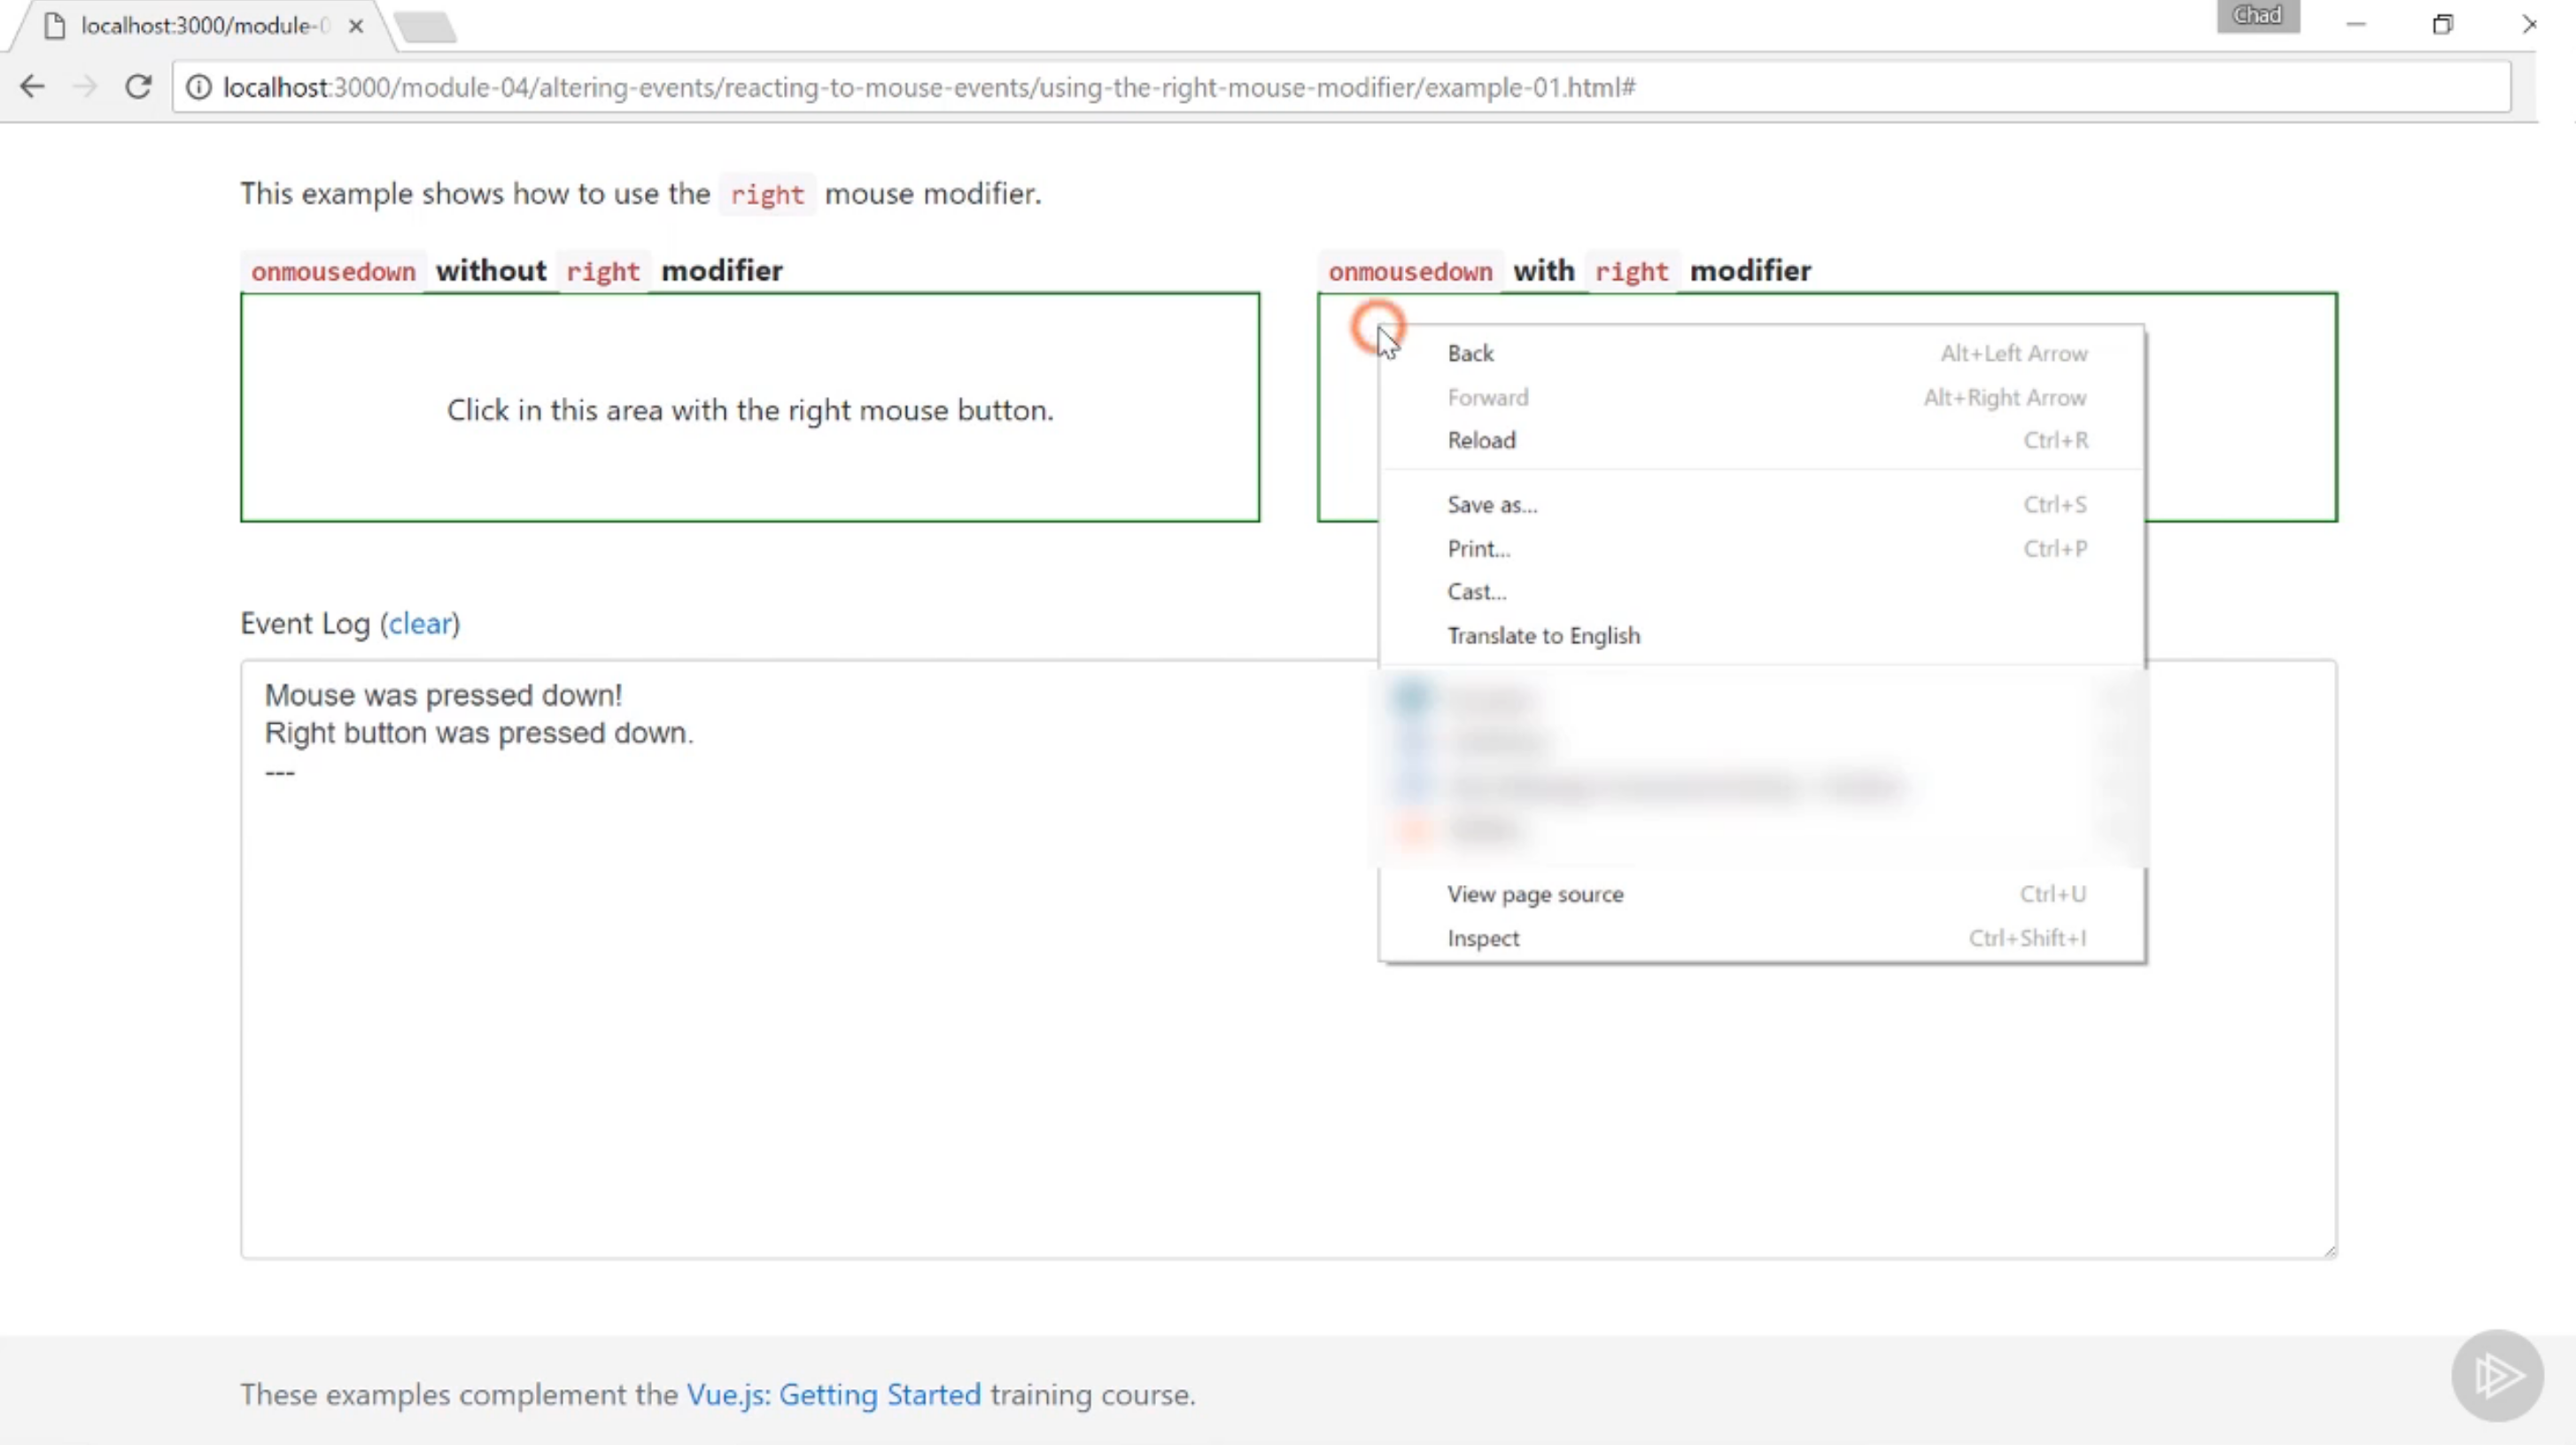 localhost:3000/module-0
Chad
localhost:3000/module-04/altering-events/reacting-to-mouse-events/using-the-right-mouse-modifier/example-01.html#
This example shows how to use the right mouse modifier.
onmousedown without right modifier
onmousedown with right modifier
Click in this area with the right mouse button.
Back Alt+Left Arrow
Forward Alt+Right Arrow
Reload Ctrl+R
Save as... Ctrl+S
Print... Ctrl+P
Cast...
Translate to English
View page source Ctrl+U
Inspect Ctrl+Shift+I
Event Log (clear)
Mouse was pressed down!
Right button was pressed down.
---
These examples complement the Vue.js: Getting Started training course.